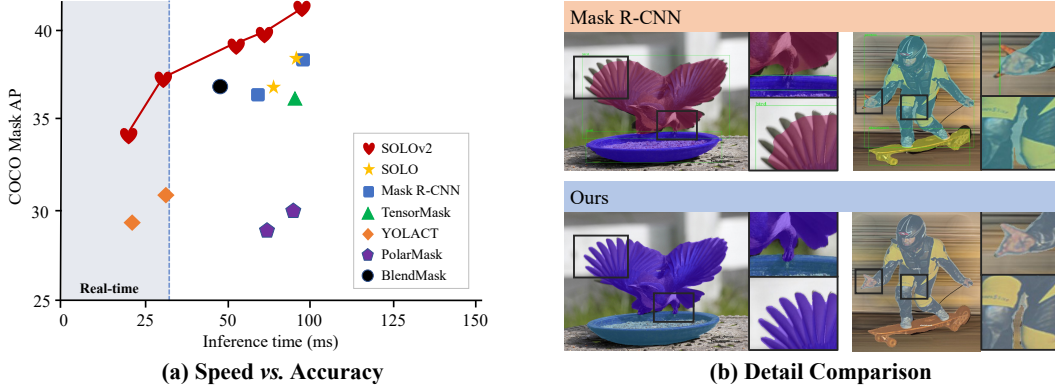 COCO Mask AP
40
35
30
25
0
25
50
75
100
125
150
Real-time
SOLOv2
SOLO
Mask R-CNN
TensorMask
YOLACT
PolarMask
BlendMask
Inference time (ms)
(a) Speed vs. Accuracy
Mask R-CNN
bird
Ours
(b) Detail Comparison